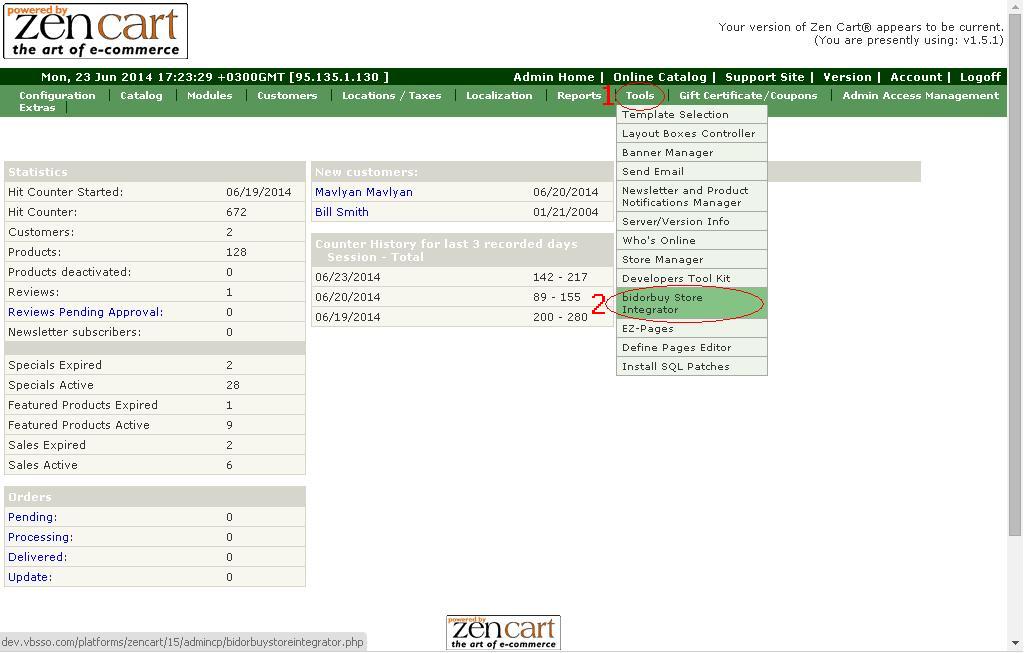 powered by
zencart
the art of e-commerce
Your version of Zen Cart® appears to be current.
(You are presently using: v1.5.1)
Mon, 23 Jun 2014 17:23:29 +0300GMT [95.135.1.130 ]
Admin Home | Online Catalog | Support Site | Version | Account | Logoff
Configuration | Catalog | Modules | Customers | Locations / Taxes | Localization | Reports | Tools | Gift Certificate/Coupons | Admin Access Management
Extras |
1
Template Selection
Layout Boxes Controller
Banner Manager
Send Email
Newsletter and Product
Notifications Manager
Server/Version Info
Who's Online
Store Manager
Developers Tool Kit
2
bidorbuy Store
Integrator
EZ-Pages
Define Pages Editor
Install SQL Patches
Statistics
Hit Counter Started: 06/19/2014
Hit Counter: 672
Customers: 2
Products: 128
Products deactivated: 0
Reviews: 1
Reviews Pending Approval: 0
Newsletter subscribers: 0
Specials Expired 2
Specials Active 28
Featured Products Expired 1
Featured Products Active 9
Sales Expired 2
Sales Active 6
Orders
Pending: 0
Processing: 0
Delivered: 0
Update: 0
New customers:
Mavlyan Mavlyan 06/20/2014
Bill Smith 01/21/2004
Counter History for last 3 recorded days
Session - Total
06/23/2014 142 - 217
06/20/2014 89 - 155
06/19/2014 200 - 280
powered by
zencart
the art of e-commerce
dev.vbsso.com/platforms/zencart/15/admincp/bidorbuystoreintegrator.php